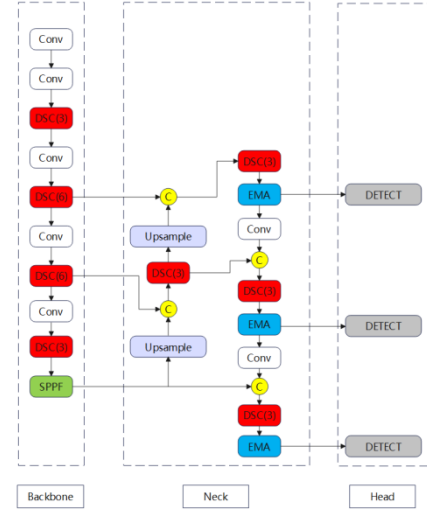 Conv
Conv
DSC(3)
Conv
DSC(6)
Conv
DSC(6)
Conv
DSC(3)
SPPF
C
Upsample
DSC(3)
C
Upsample
DSC(3)
EMA
Conv
C
DSC(3)
EMA
Conv
C
DSC(3)
EMA
DETECT
DETECT
DETECT
Backbone
Neck
Head